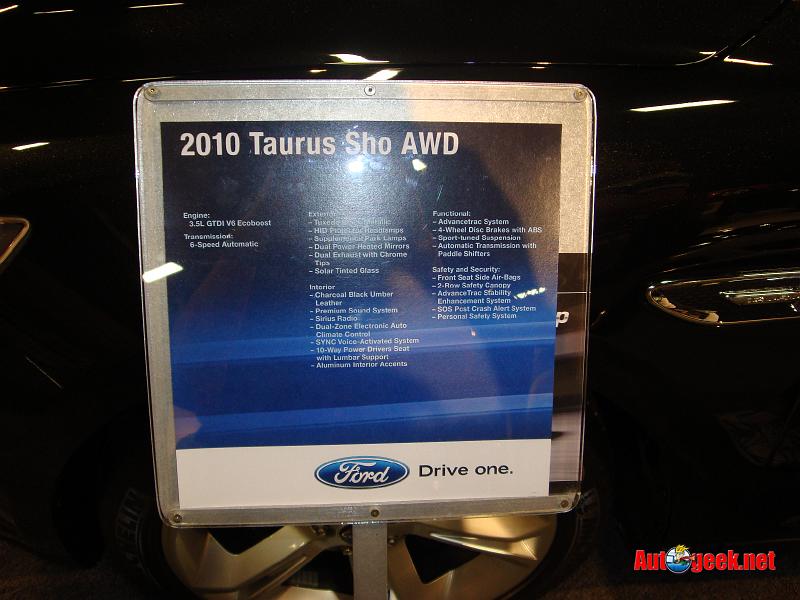 2010 Taurus Sho AWD
Engine:
3.5L GTDI V6 Ecoboost
Transmission:
6-Speed Automatic
Exterior
– Tuxedo Metallic
– HID Projector Headlamps
– Supplemental Park Lamps
– Dual Power Heated Mirrors
– Dual Exhaust with Chrome
Tips
– Solar Tinted Glass
Interior
– Charcoal Black Umber
Leather
– Premium Sound System
– Sirius Radio
– Dual-Zone Electronic Auto
Climate Control
– SYNC Voice-Activated System
– 10-Way Power Drivers Seat
with Lumbar Support
– Aluminum Interior Accents
Functional:
– Advancetrac System
– 4-Wheel Disc Brakes with ABS
– Sport-tuned Suspension
– Automatic Transmission with
Paddle Shifters
Safety and Security:
– Front Seat Side Air-Bags
– 2-Row Safety Canopy
– AdvanceTrac Stability
Enhancement System
– SOS Post Crash Alert System
– Personal Safety System
Ford Drive one.
Autogeek.net